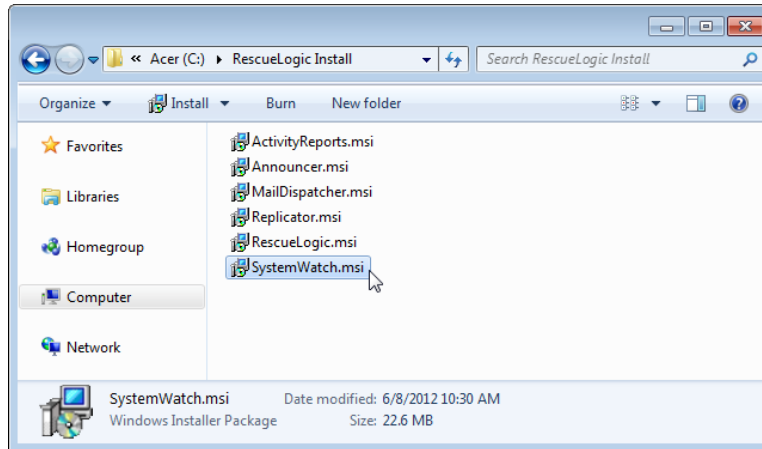 « Acer (C:) RescueLogic Install Search RescueLogic Install
Organize Install Burn New folder
Favorites
Libraries
Homegroup
Computer
Network
ActivityReports.msi
Announcer.msi
MailDispatcher.msi
Replicator.msi
RescueLogic.msi
SystemWatch.msi
SystemWatch.msi Date modified: 6/8/2012 10:30 AM
Windows Installer Package Size: 22.6 MB